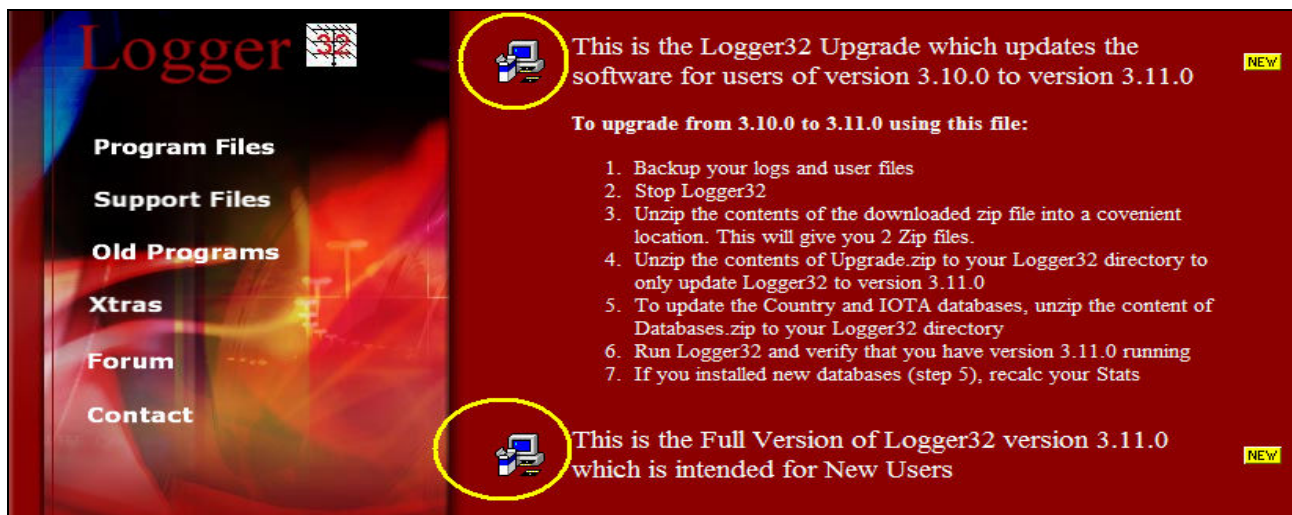 Logger 32
Program Files
Support Files
Old Programs
Xtras
Forum
Contact
This is the Logger32 Upgrade which updates the
software for users of version 3.10.0 to version 3.11.0
NEW
To upgrade from 3.10.0 to 3.11.0 using this file:
1. Backup your logs and user files
2. Stop Logger32
3. Unzip the contents of the downloaded zip file into a covenient
location. This will give you 2 Zip files.
4. Unzip the contents of Upgrade.zip to your Logger32 directory to
only update Logger32 to version 3.11.0
5. To update the Country and IOTA databases, unzip the content of
Databases.zip to your Logger32 directory
6. Run Logger32 and verify that you have version 3.11.0 running
7. If you installed new databases (step 5), recalc your Stats
This is the Full Version of Logger32 version 3.11.0
which is intended for New Users
NEW